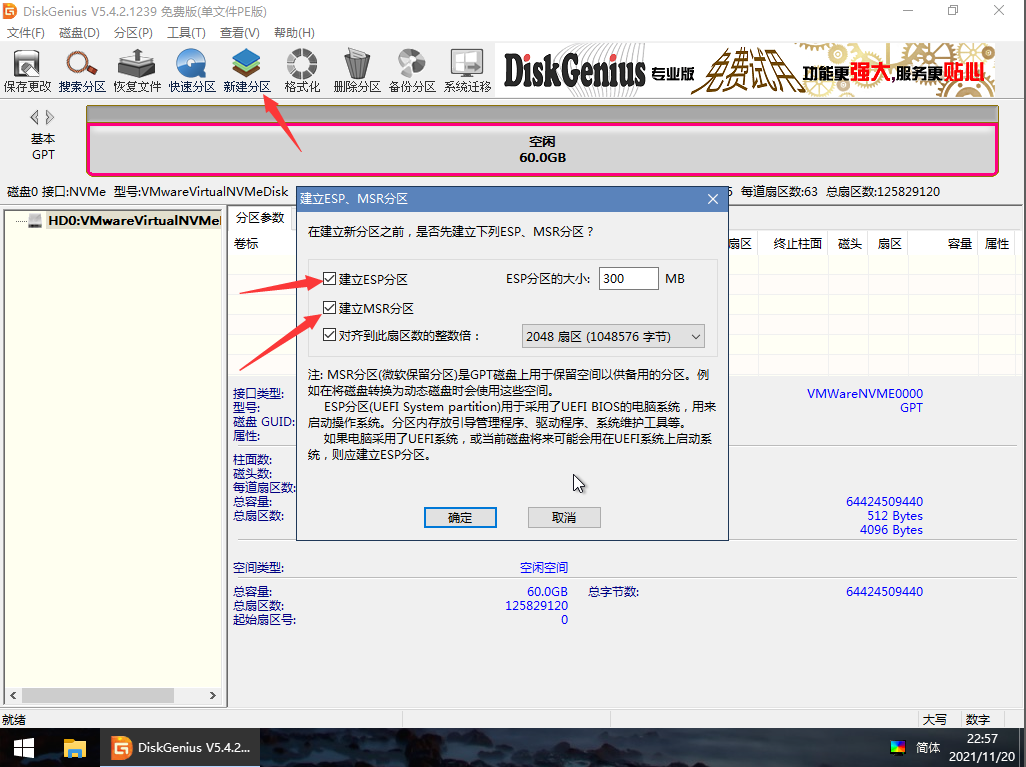 DiskGenius V5.4.2.1239 免费版(单文件PE版)
文件(F) 磁盘(D) 分区(P) 工具(T) 查看(V) 帮助(H)
保存更改 搜索分区 恢复文件 快速分区 新建分区 格式化 删除分区 备份分区 系统迁移
DiskGenius 专业版 免费试用 功能更强大,服务更贴心
基本
GPT
空闲
60.0GB
磁盘0 接口:NVMe 型号:VMwareVirtualNVMeDisk
每道扇区数:63 总扇区数:125829120
HD0:VMwareVirtualNVMe
分区参数
卷标
扇区 终止柱面 磁头 扇区 容量 属性
建立ESP、MSR分区
在建立新分区之前，是否先建立下列ESP、MSR分区？
建立ESP分区 ESP分区的大小: 300 MB
建立MSR分区
对齐到此扇区数的整数倍： 2048 扇区 (1048576 字节)
注: MSR分区(微软保留分区)是GPT磁盘上用于保留空间以供备用的分区。例
如在将磁盘转换为动态磁盘时会使用这些空间。
ESP分区(UEFI System partition)用于采用了UEFI BIOS的电脑系统，用来
启动操作系统。分区内存放引导管理程序、驱动程序、系统维护工具等。
如果电脑采用了UEFI系统，或当前磁盘将来可能会用在UEFI系统上启动系
统，则应建立ESP分区。
确定 取消
接口类型: VMWareNVME0000
型号: GPT
磁盘 GUID:
属性:
柱面数:
磁头数:
每道扇区数:
总容量: 64424509440
总扇区数: 512 Bytes
4096 Bytes
空间类型: 空闲空间
总容量: 60.0GB 总字节数: 64424509440
总扇区数: 125829120
起始扇区号: 0
就绪
大写 数字
DiskGenius V5.4.2...
简体
22:57
2021/11/20